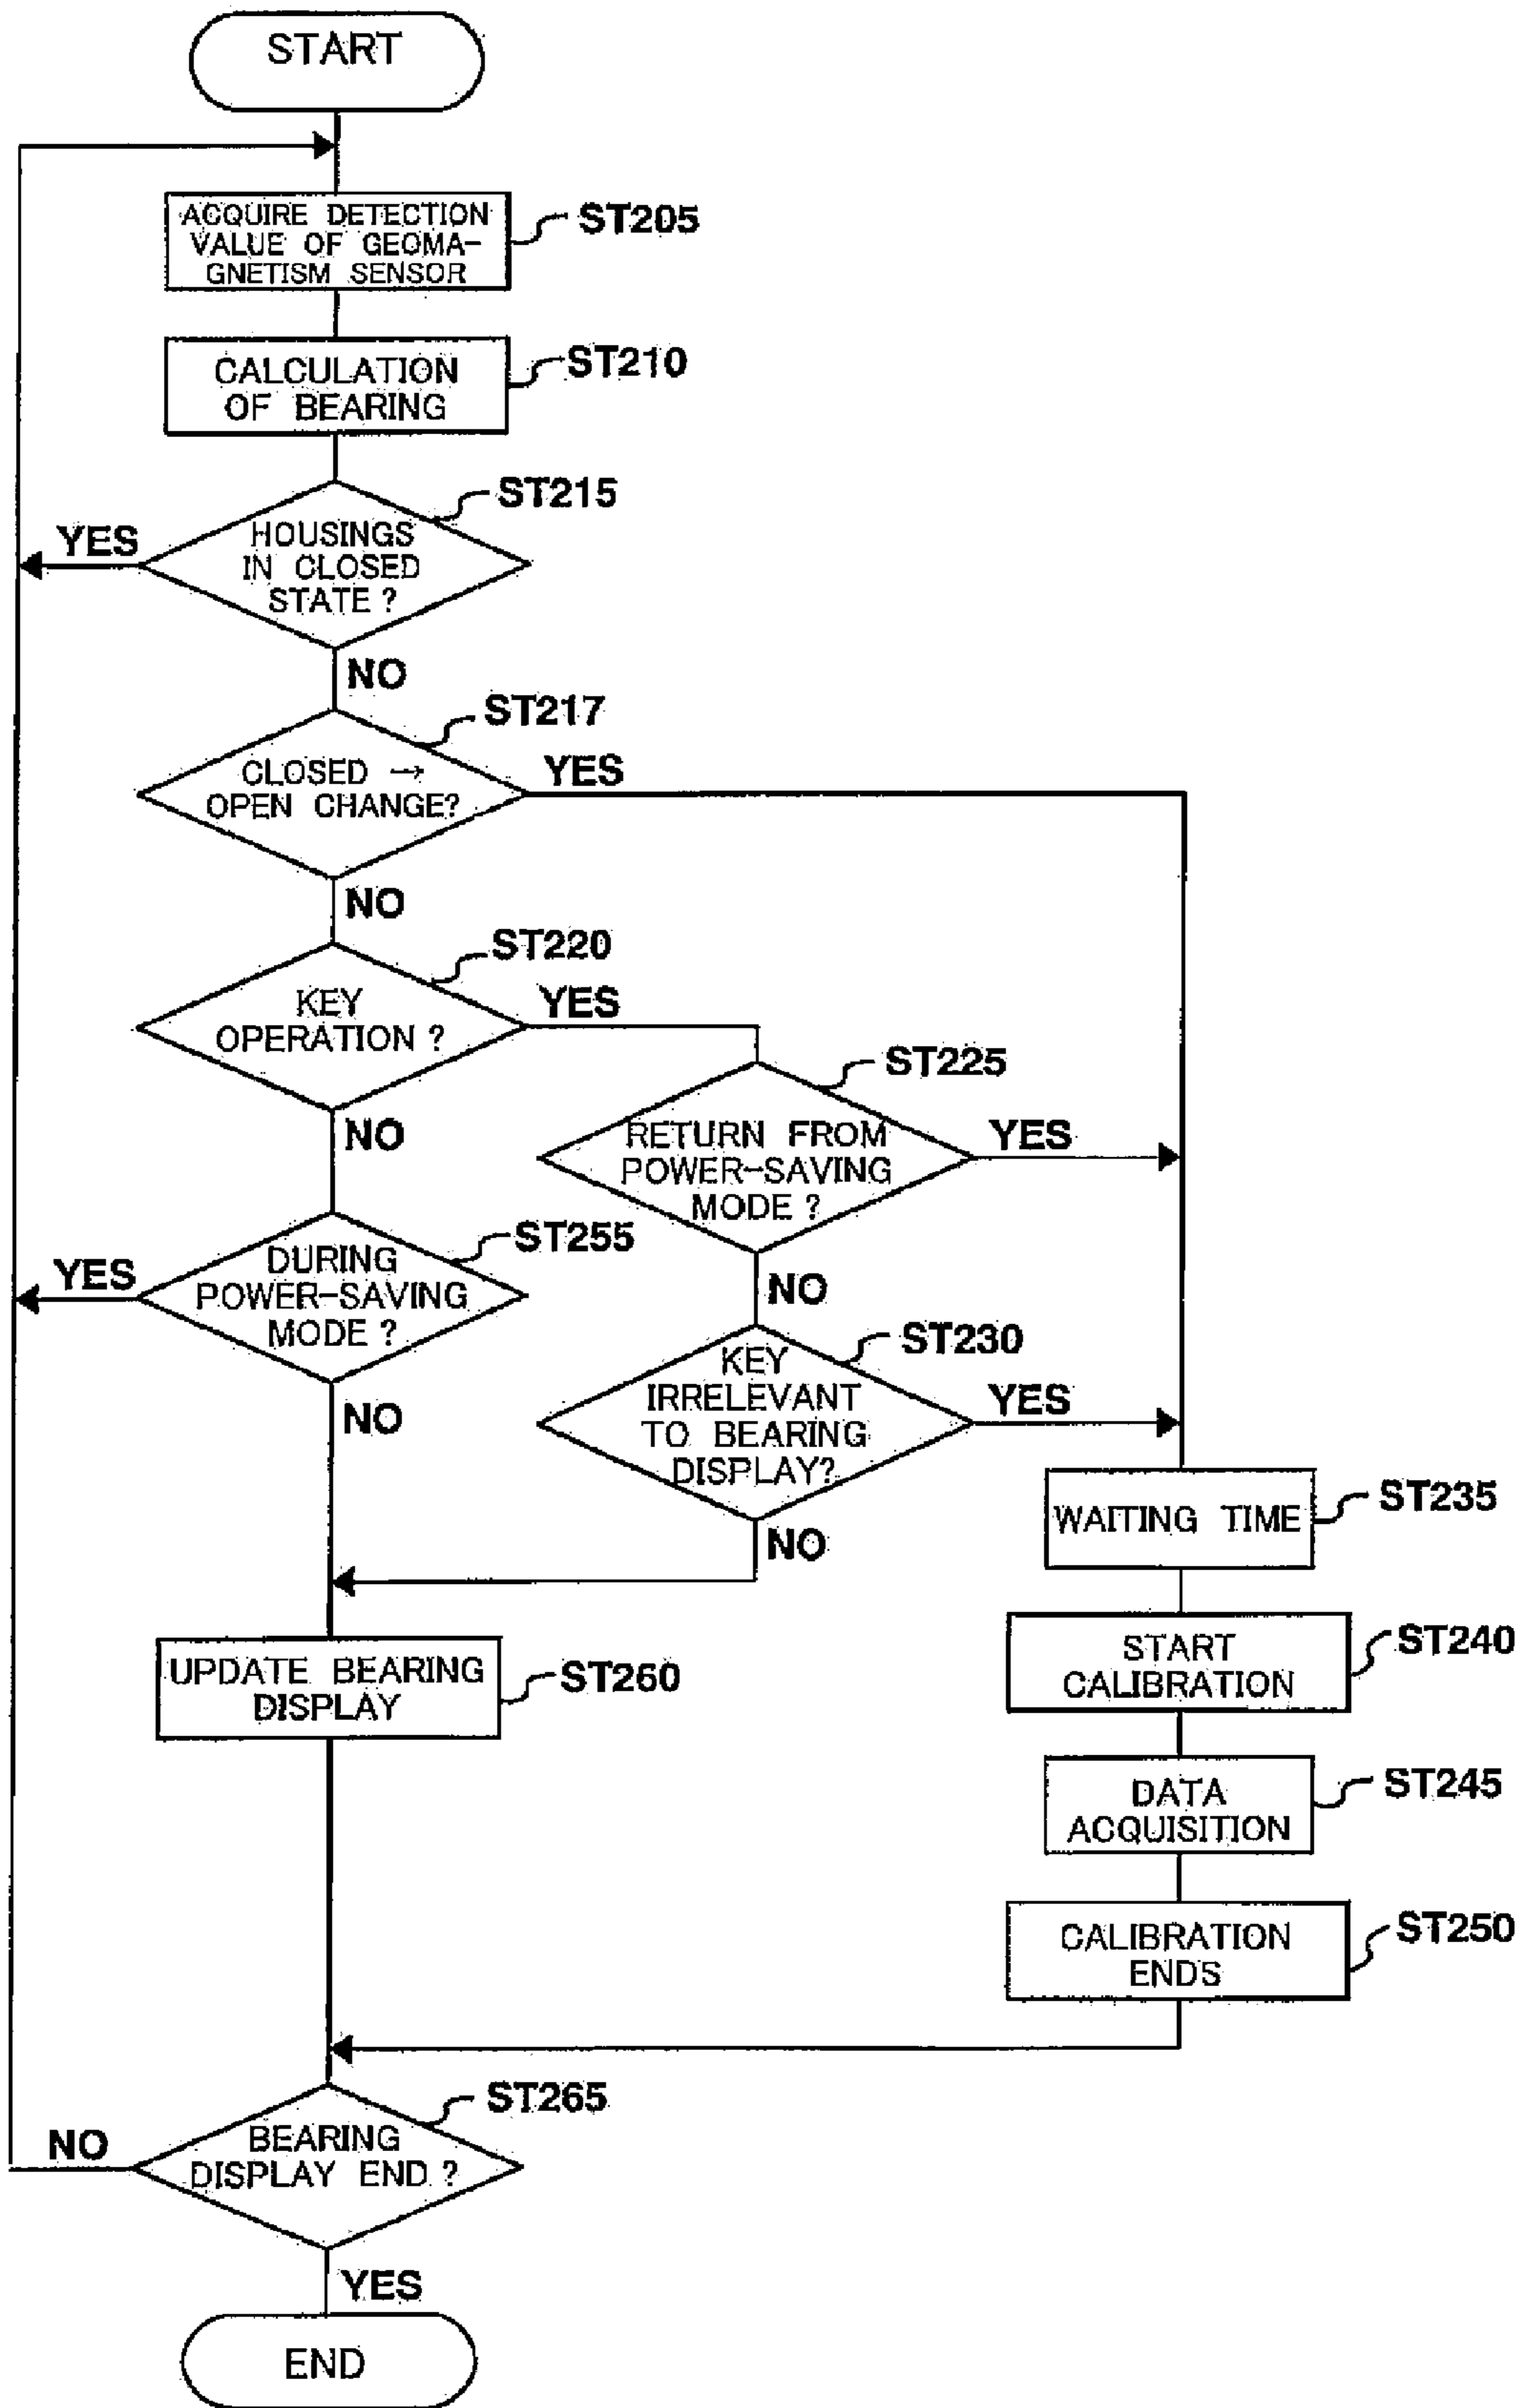 START
ACQUIRE DETECTION
VALUE OF GEOMA-
GNETISM SENSOR
ST205
CALCULATION
OF BEARING
ST210
ST215
HOUSINGS
IN CLOSED
STATE ?
YES
NO
ST217
CLOSED →
OPEN CHANGE?
YES
NO
ST220
KEY
OPERATION ?
YES
NO
ST225
RETURN FROM
POWER-SAVING
MODE ?
YES
NO
ST255
DURING
POWER-SAVING
MODE ?
YES
NO
ST230
KEY
IRRELEVANT
TO BEARING
DISPLAY?
YES
NO
WAITING TIME
ST235
START
CALIBRATION
ST240
UPDATE BEARING
DISPLAY
ST260
DATA
ACQUISITION
ST245
CALIBRATION
ENDS
ST250
ST265
BEARING
DISPLAY END ?
NO
YES
END